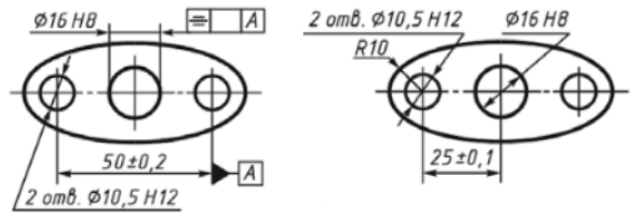 Ø16 H8
A
50±0,2
A
2 отв. Ø10,5 H12
2 отв. Ø10,5 H12
Ø16 H8
R10
25±0,1